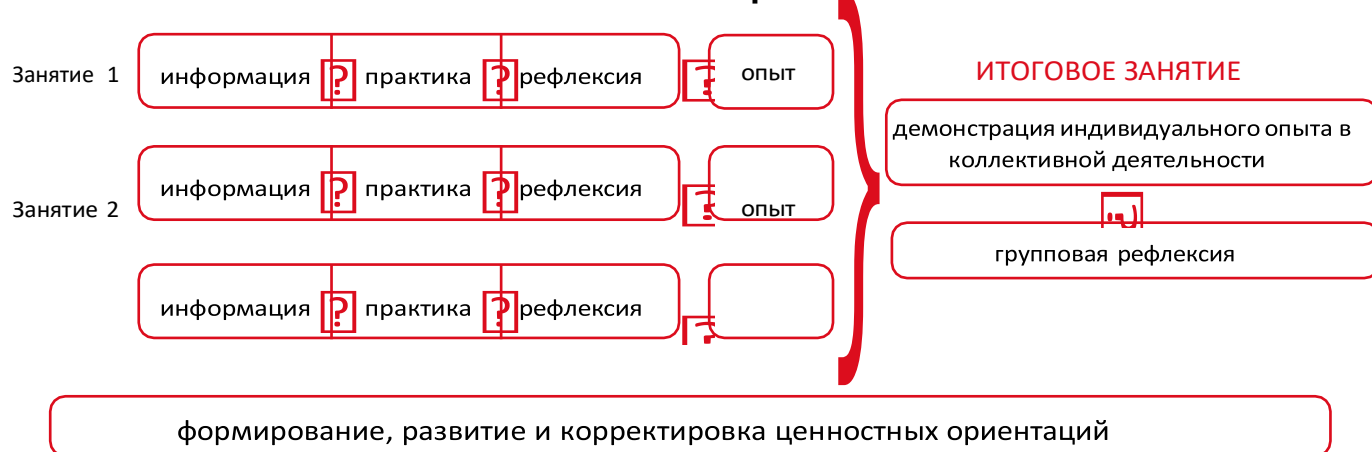 Занятие 1 информация практика рефлексия опыт
Занятие 2 информация практика рефлексия опыт
информация практика рефлексия
ИТОГОВОЕ ЗАНЯТИЕ
демонстрация индивидуального опыта в
коллективной деятельности
групповая рефлексия
формирование, развитие и корректировка ценностных ориентаций